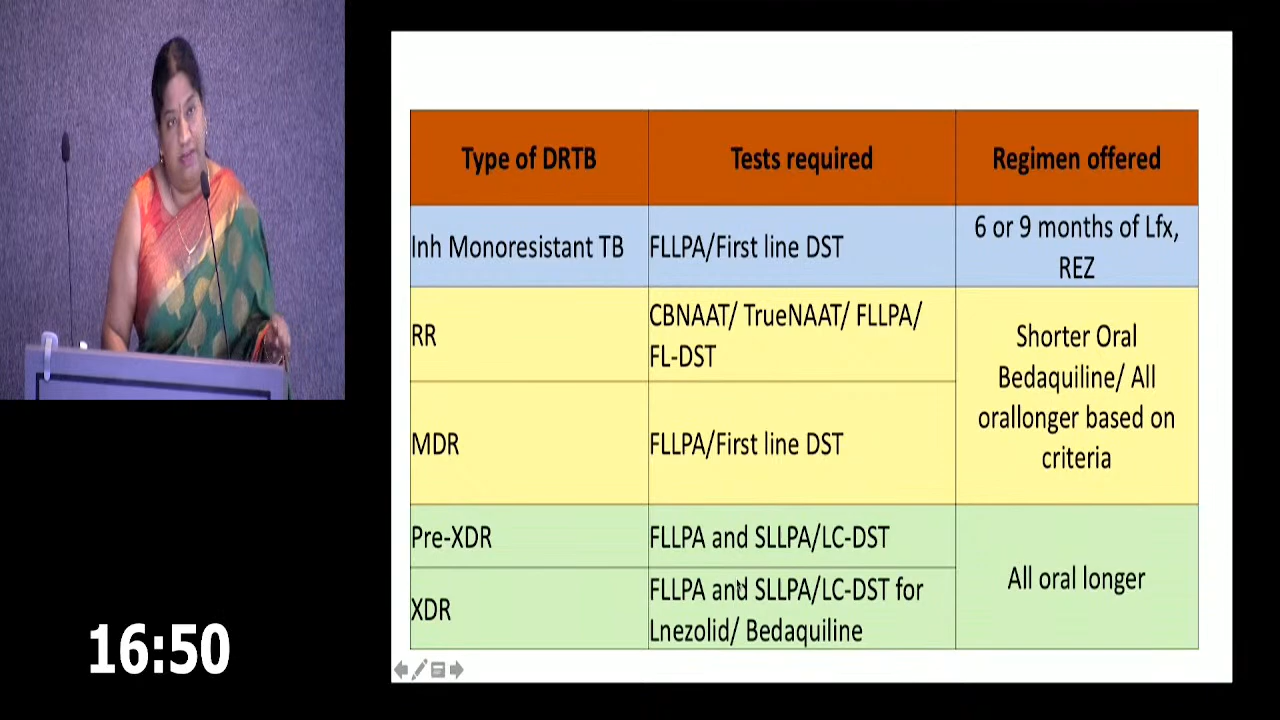 Type of DRTB
Tests required
Regimen offered
Inh Monoresistant TB
FLLPA/First line DST
6 or 9 months of Lfx,
REZ
RR
CBNAAT/ TrueNAAT/ FLLPA/
FL-DST
Shorter Oral
Bedaquiline/ All
orallonger based on
criteria
MDR
FLLPA/First line DST
Pre-XDR
FLLPA and SLLPA/LC-DST
All oral longer
XDR
FLLPA and SLLPA/LC-DST for
Lnezolid/ Bedaquiline
16:50